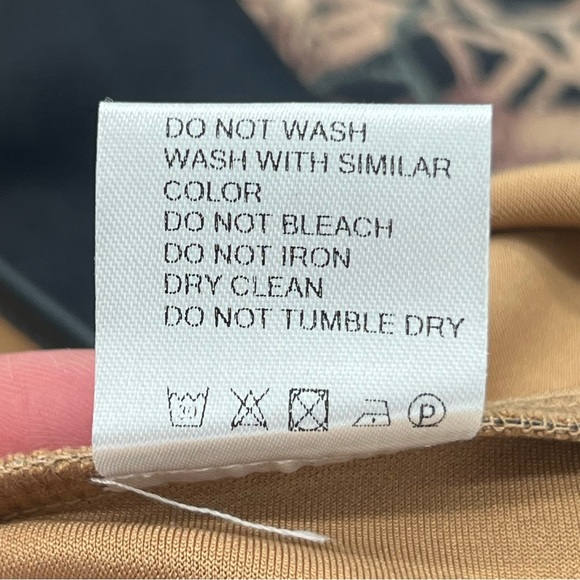 DO NOT WASH
WASH WITH SIMILAR
COLOR
DO NOT BLEACH
DO NOT IRON
DRY CLEAN
DO NOT TUMBLE DRY
30 P